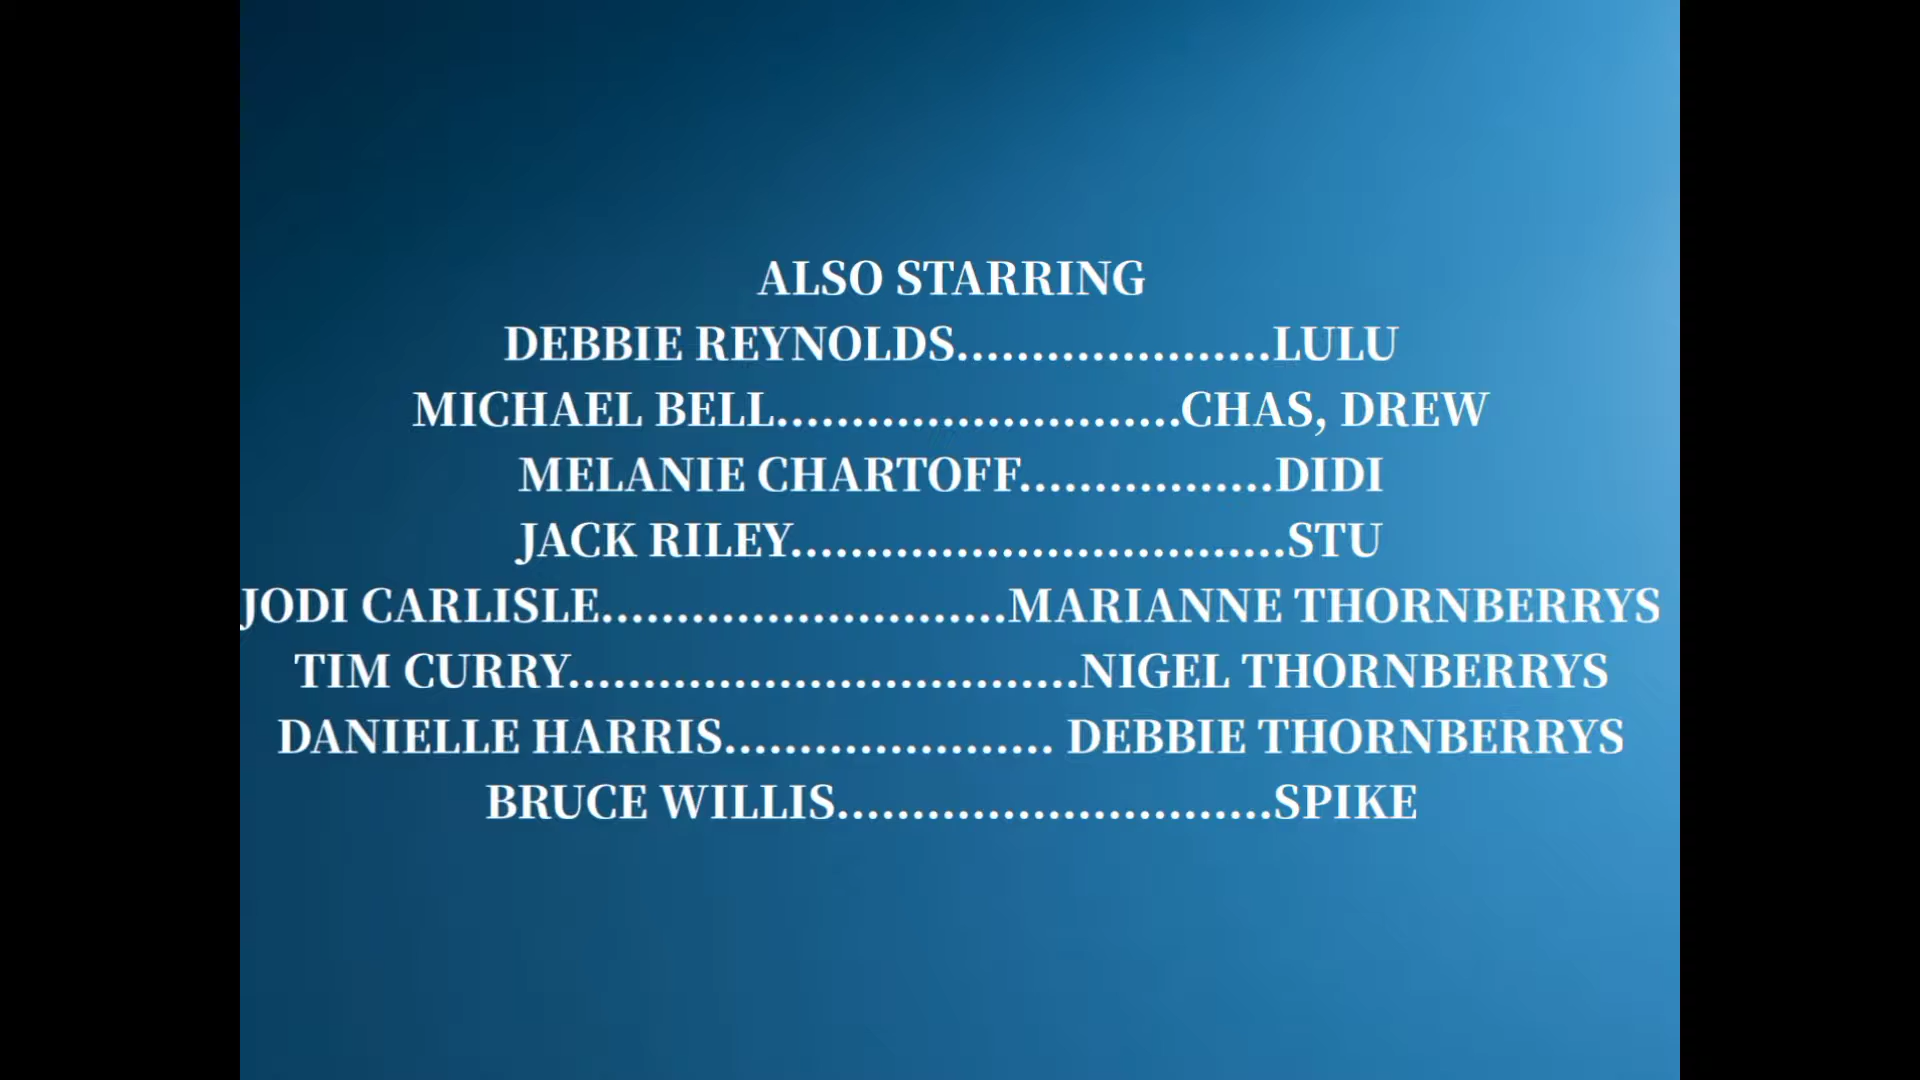 ALSO STARRING
DEBBIE REYNOLDS.....................LULU
MICHAEL BELL...........................CHAS, DREW
MELANIE CHARTOFF.................DIDI
JACK RILEY.................................STU
JODI CARLISLE...........................MARIANNE THORNBERRYS
TIM CURRY..................................NIGEL THORNBERRYS
DANIELLE HARRIS...................... DEBBIE THORNBERRYS
BRUCE WILLIS.............................SPIKE